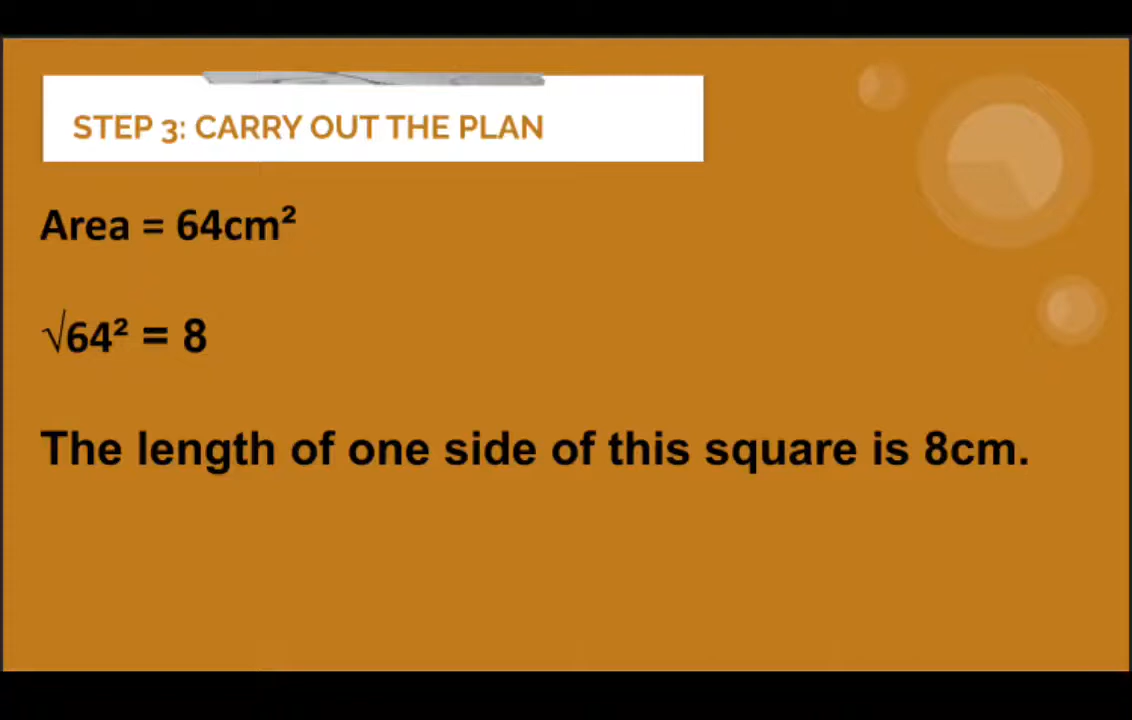 STEP 3: CARRY OUT THE PLAN
Area = 64cm²
√64² = 8
The length of one side of this square is 8cm.